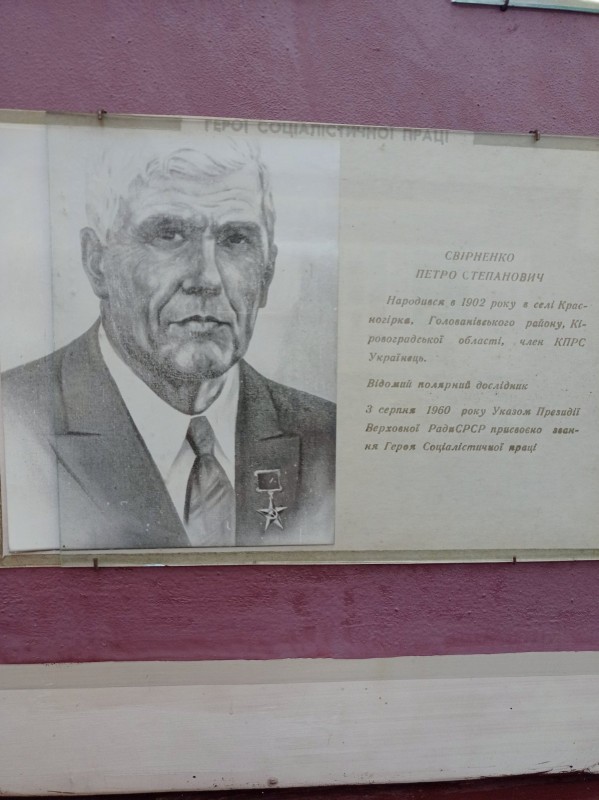 ГЕРОЇ СОЦІАЛІСТИЧНОЇ ПРАЦІ
СВІРНЕНКО
ПЕТРО СТЕПАНОВИЧ
Народився в 1902 року в селі Крас-
ногірка, Голованівського району, Кі-
ровоградської області, член КПРС
Українець.
Відомий полярний дослідник
3 серпня 1960 року Указом Президії
Верховної РадиСРСР присвоєно зван-
ня Героя Соціалістичної праці